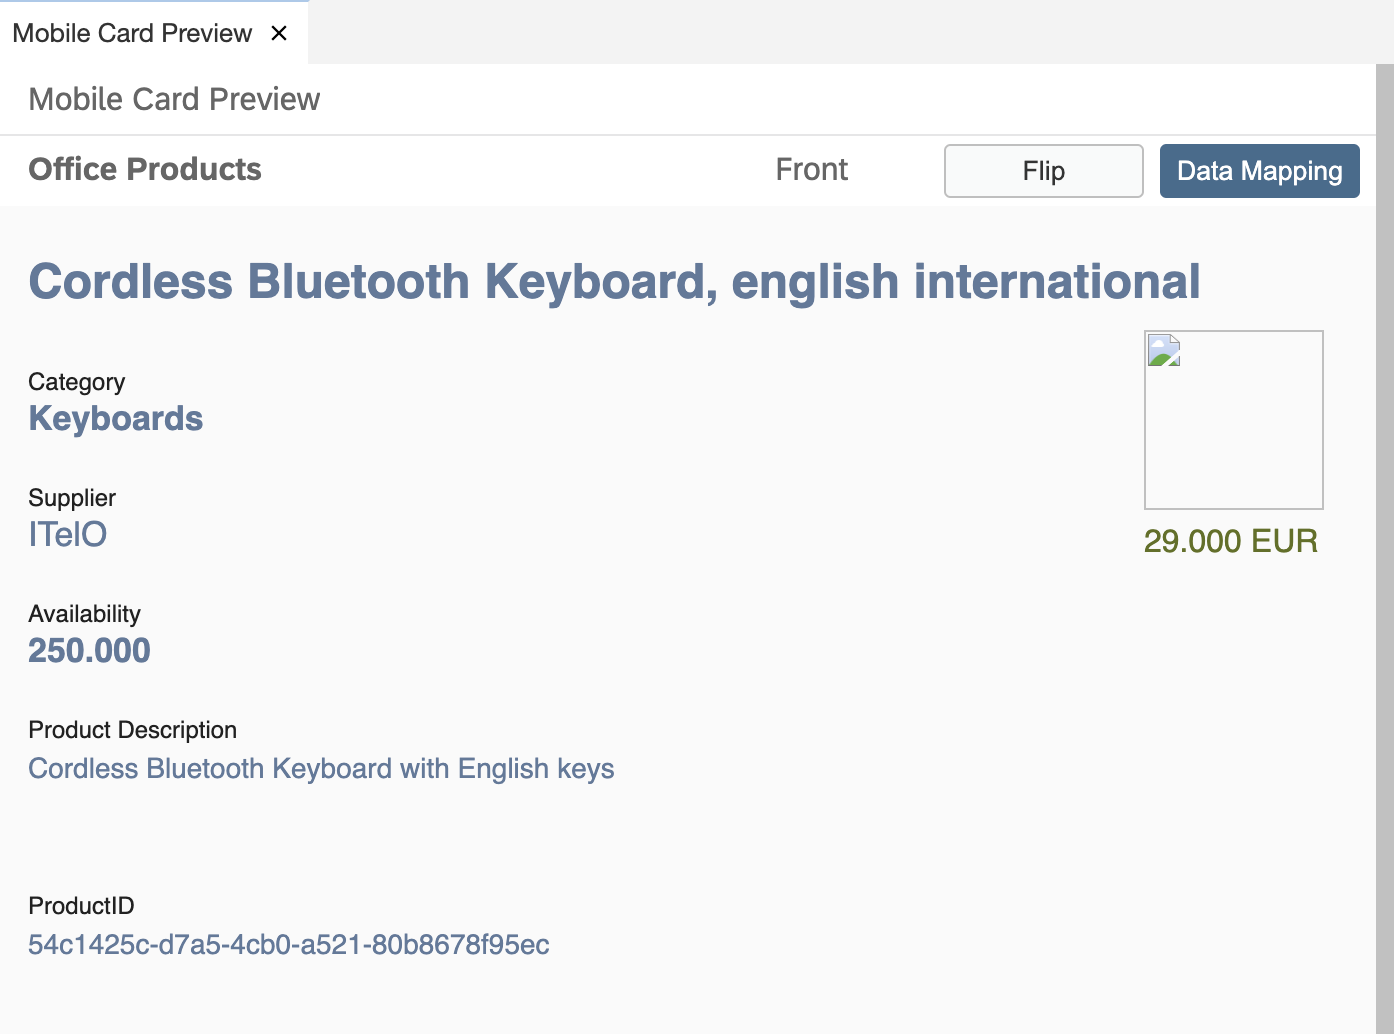 Mobile Card Preview ×
Mobile Card Preview
Office Products Front Flip Data Mapping
Cordless Bluetooth Keyboard, english international
Category
Keyboards
Supplier
ITelO
29.000 EUR
Availability
250.000
Product Description
Cordless Bluetooth Keyboard with English keys
ProductID
54c1425c-d7a5-4cb0-a521-80b8678f95ec